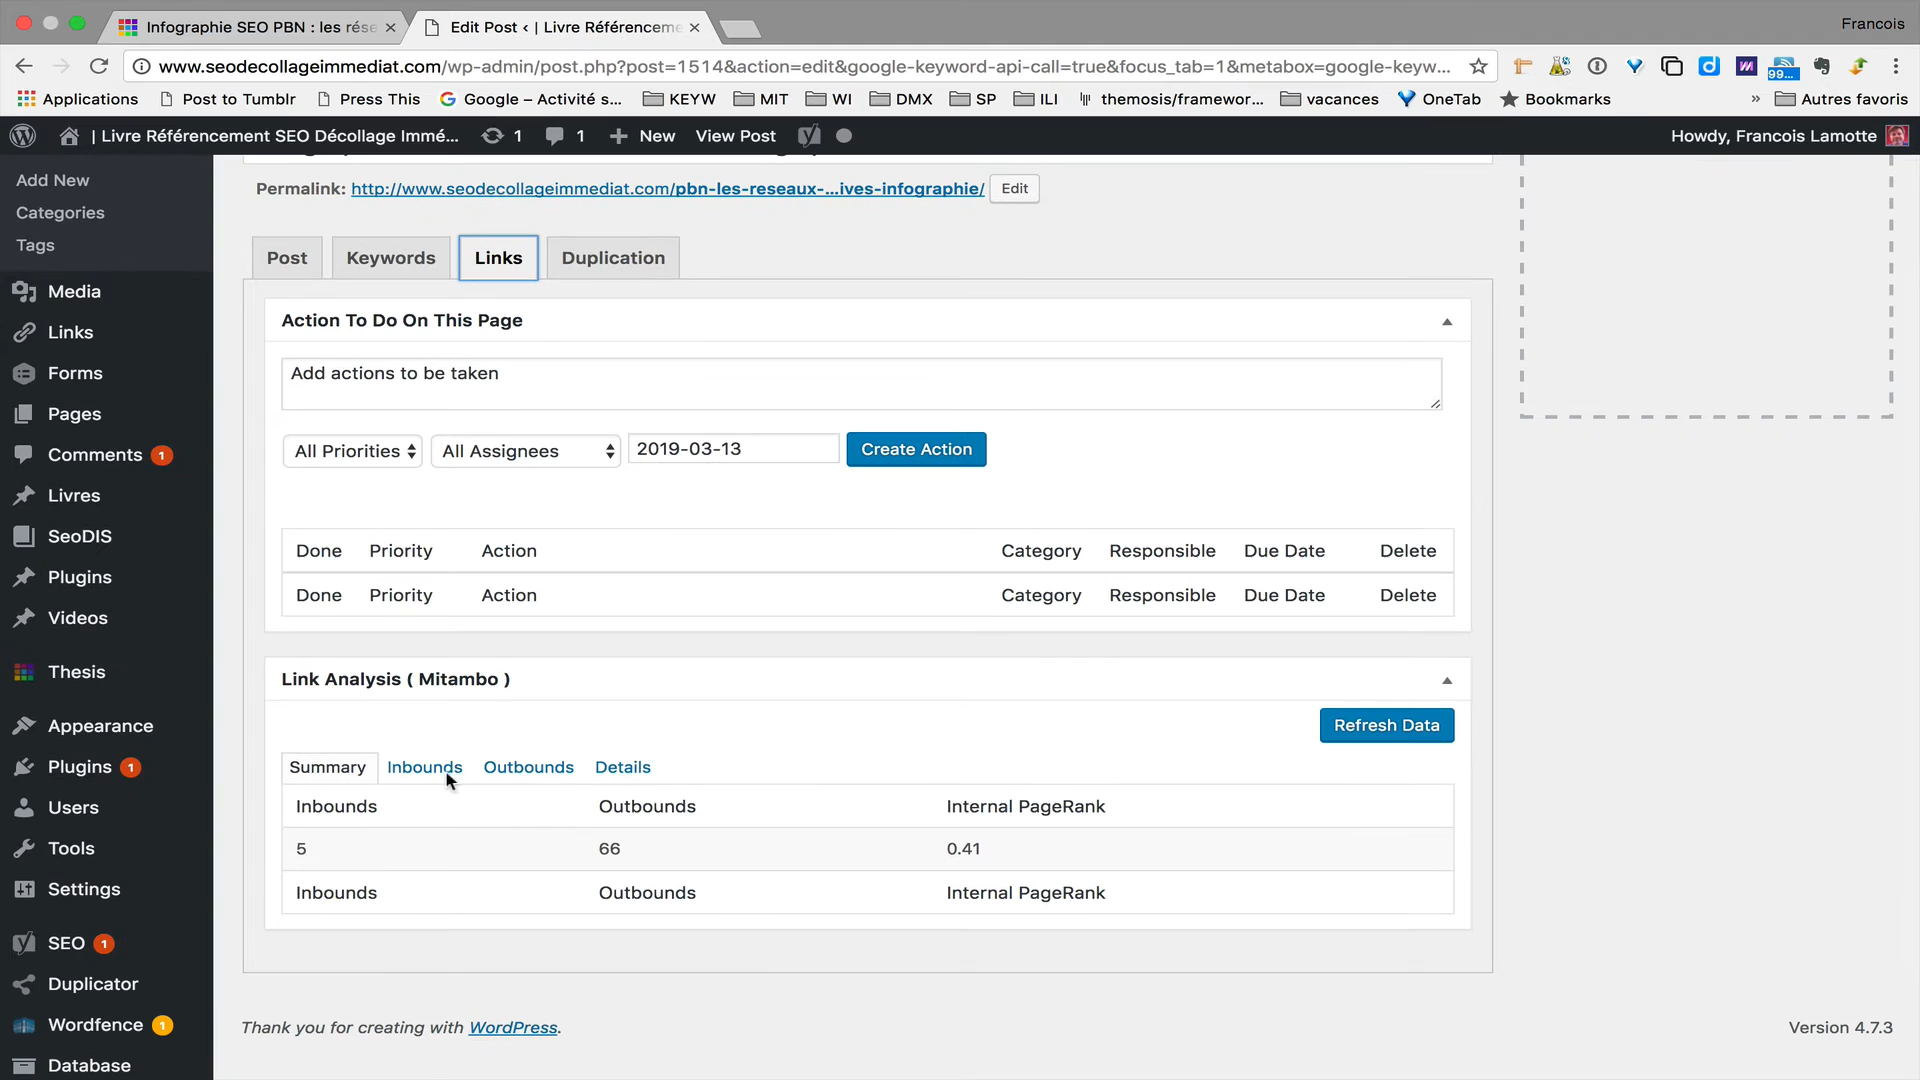 Infographie SEO PBN : les rése
Edit Post ‹ | Livre Référenceme
Francois
www.seodecollageimmediat.com/wp-admin/post.php?post=1514&action=edit&google-keyword-api-call=true&focus_tab=1&metabox=google-keyw...
99...
Applications Post to Tumblr Press This Google – Activité s... KEYW MIT WI DMX SP ILI themosis/framewor... vacances OneTab Bookmarks » Autres favoris
| Livre Référencement SEO Décollage Immé... 1 1 New View Post Howdy, Francois Lamotte
Add New
Categories
Tags
Media
Links
Forms
Pages
Comments 1
Livres
SeoDIS
Plugins
Videos
Thesis
Appearance
Plugins 1
Users
Tools
Settings
SEO 1
Duplicator
Wordfence 1
Database
Permalink: http://www.seodecollageimmediat.com/pbn-les-reseaux-...ives-infographie/ Edit
Post Keywords Links Duplication
Action To Do On This Page
Add actions to be taken
All Priorities All Assignees 2019-03-13 Create Action
Done Priority Action Category Responsible Due Date Delete
Done Priority Action Category Responsible Due Date Delete
Link Analysis ( Mitambo )
Refresh Data
Summary Inbounds Outbounds Details
Inbounds Outbounds Internal PageRank
5 66 0.41
Inbounds Outbounds Internal PageRank
Thank you for creating with WordPress.
Version 4.7.3